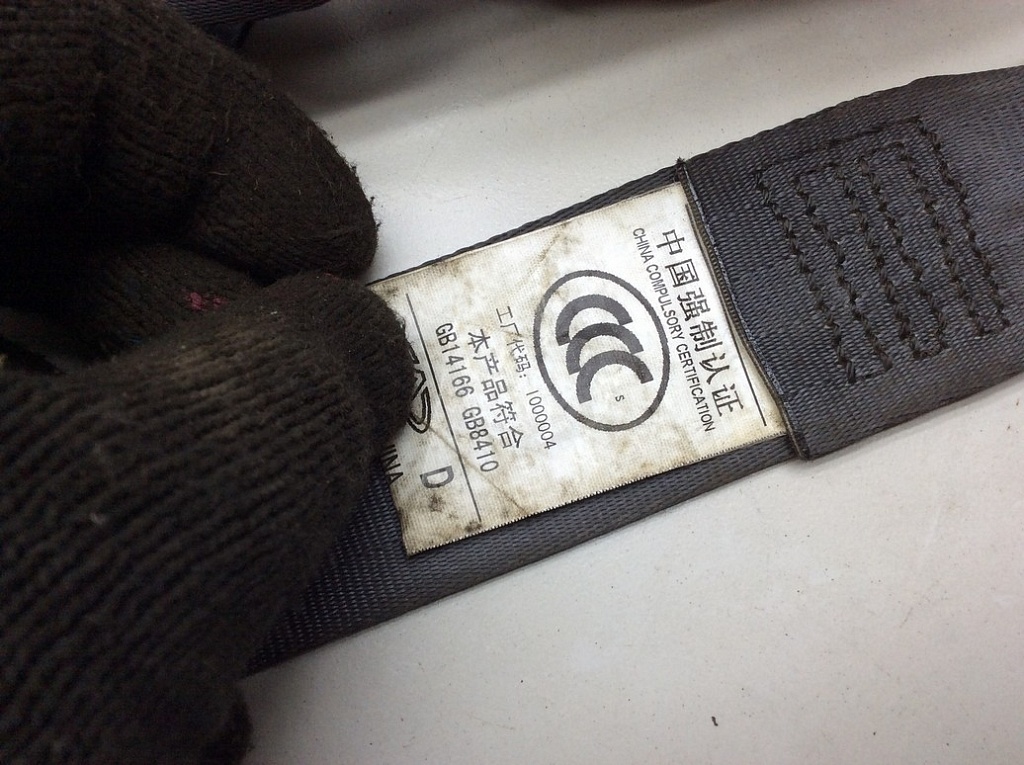 中国强制认证
CHINA COMPULSORY CERTIFICATION
CCC
S
工厂代码：1000004
本产品符合
GB14166 GB8410
D